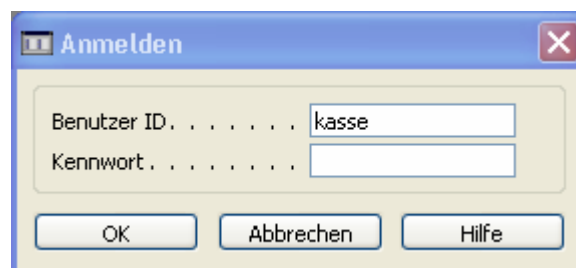 Anmelden
Benutzer ID. . . . . . . kasse
Kennwort. . . . . . . .
OK Abbrechen Hilfe